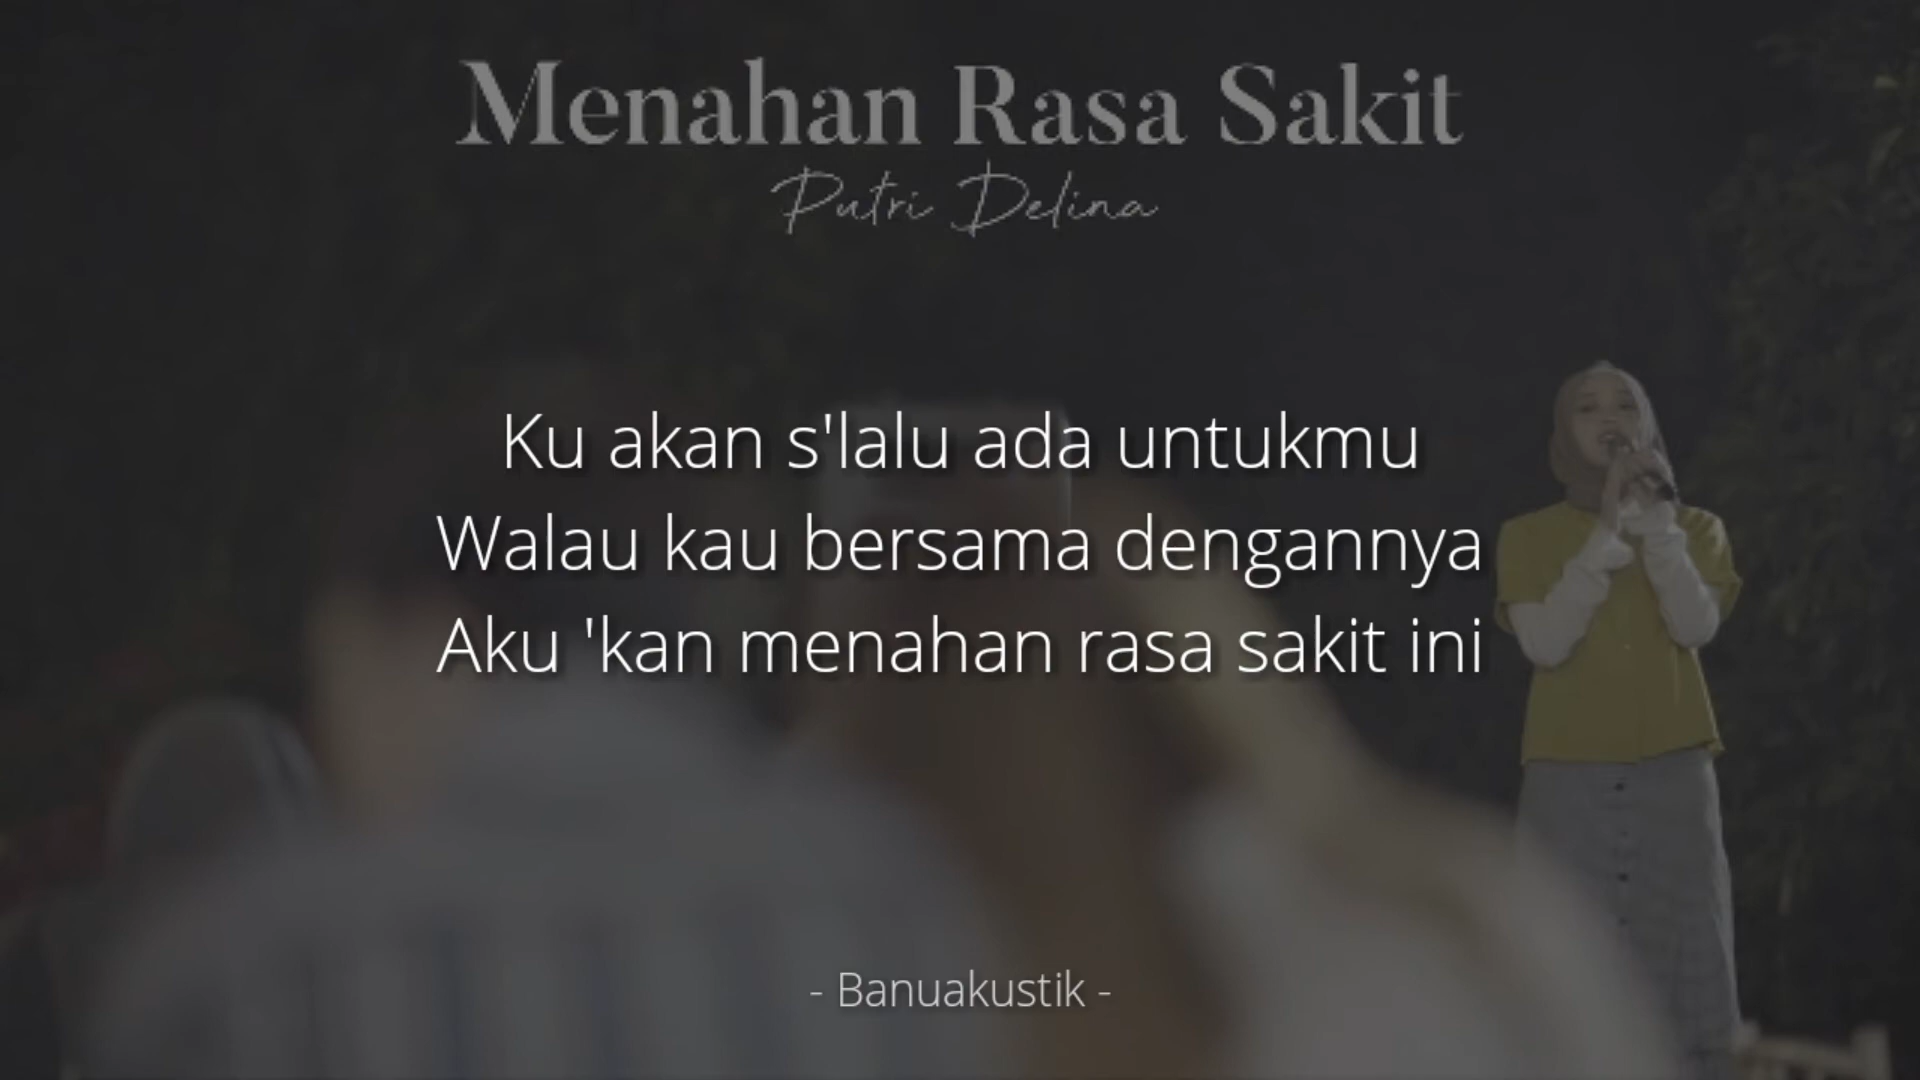 Menahan Rasa Sakit
Putri Delina
Ku akan s'lalu ada untukmu
Walau kau bersama dengannya
Aku 'kan menahan rasa sakit ini
- Banuakustik -